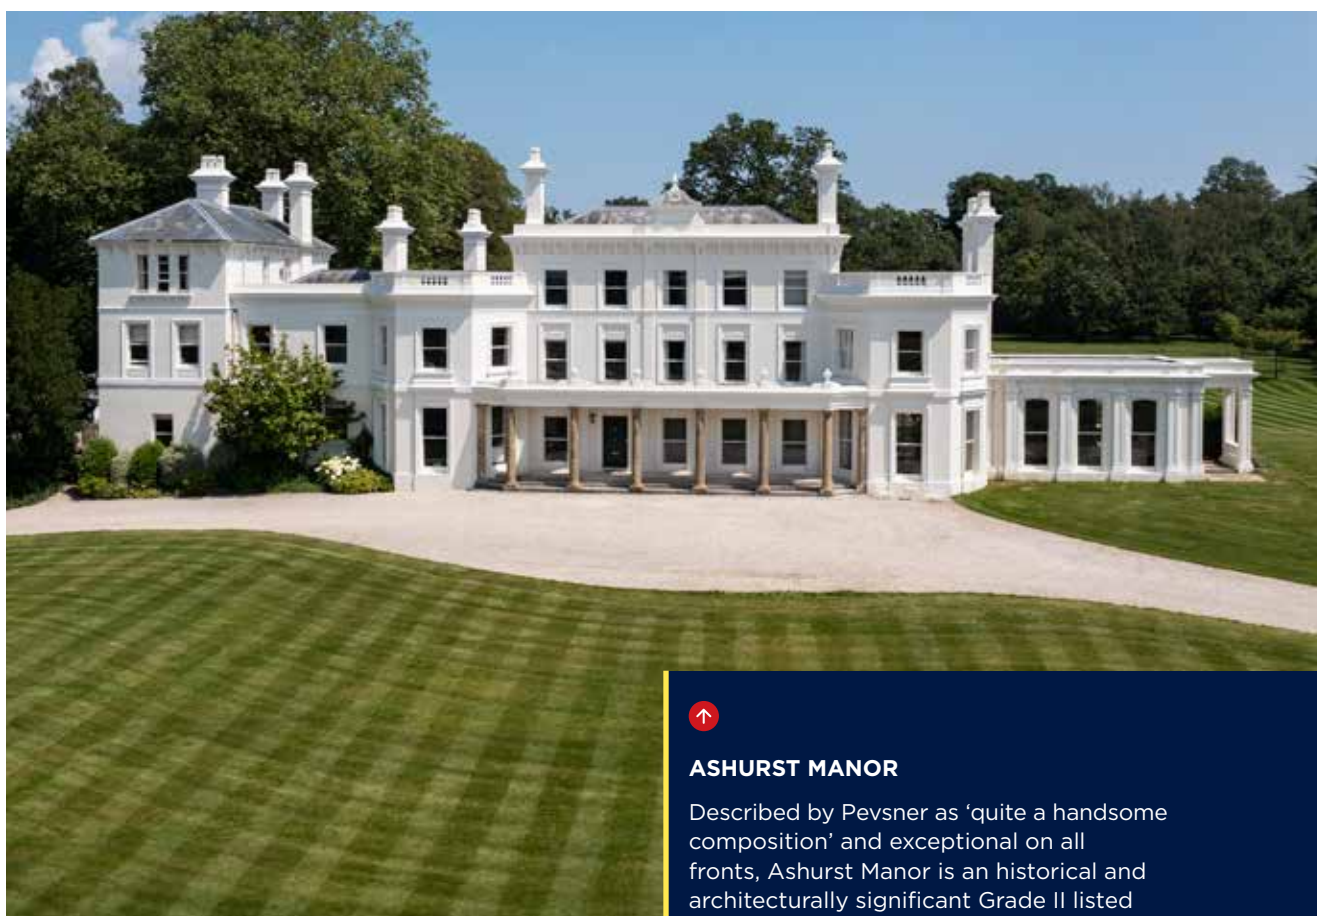 ASHURST MANOR
Described by Pevsner as ‘quite a handsome
composition’ and exceptional on all
fronts, Ashurst Manor is an historical and
architecturally significant Grade II listed